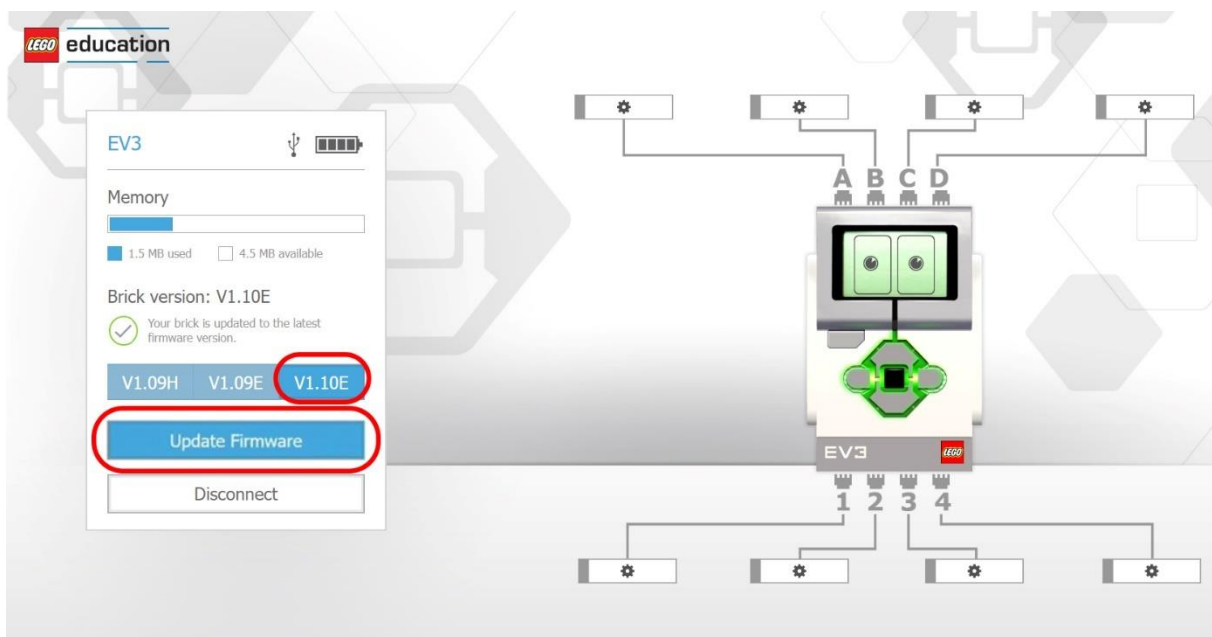 LEGO education
EV3
Memory
1.5 MB used 4.5 MB available
Brick version: V1.10E
Your brick is updated to the latest
firmware version.
V1.09H V1.09E V1.10E
Update Firmware
Disconnect
A B C D
EV3 LEGO
1 2 3 4